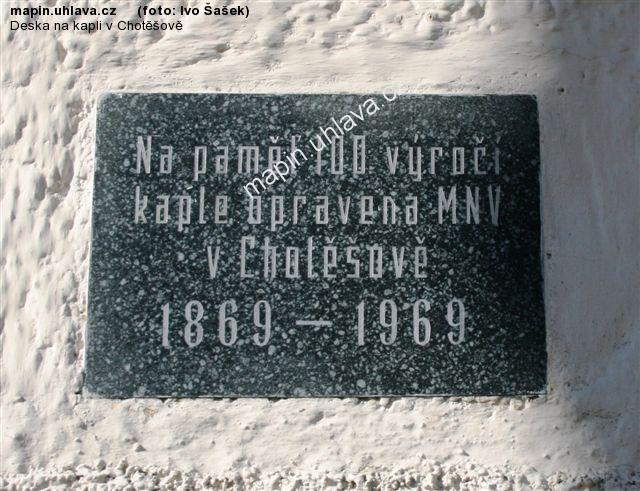 mapin.uhlava.cz (foto: Ivo Šašek)
Deska na kapli v Chotěšově
Na paměť 100 výročí
kaple opravena MNV
v Chotěšově
1869 – 1969
mapin.uhlava.c